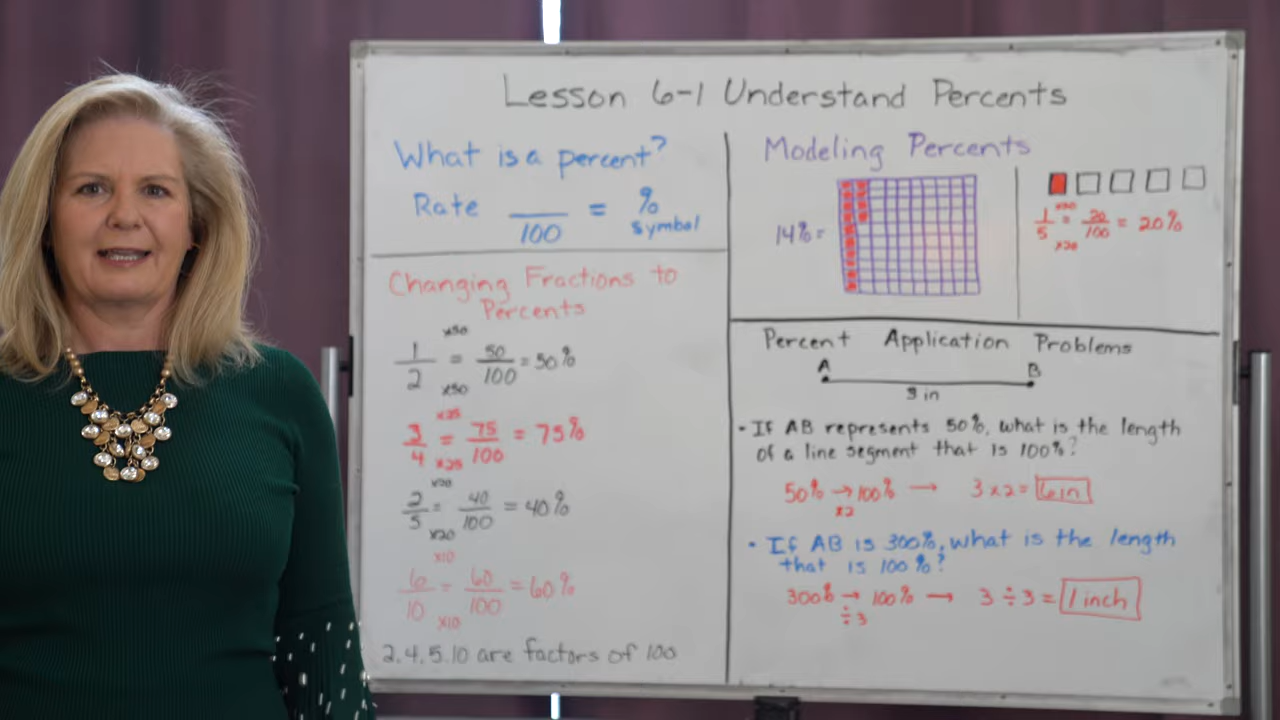 Lesson 6-1 Understand Percents
What is a percent?
Rate /100 = %
symbol
Changing Fractions to
Percents
x50
1/2 = 50/100 = 50%
x50
x25
3/4 = 75/100 = 75%
x25
x20
2/5 = 40/100 = 40%
x20
x10
6/10 = 60/100 = 60%
x10
2,4,5,10 are factors of 100
Modeling Percents
14% =
x20
1/5 = 20/100 = 20%
x20
Percent Application Problems
A B
3 in
• If AB represents 50%, what is the length
of a line segment that is 100%?
50% → 100% → 3 x 2 = 6 in
x2
• If AB is 300%, what is the length
that is 100%?
300% → 100% → 3 ÷ 3 = 1 inch
÷ 3